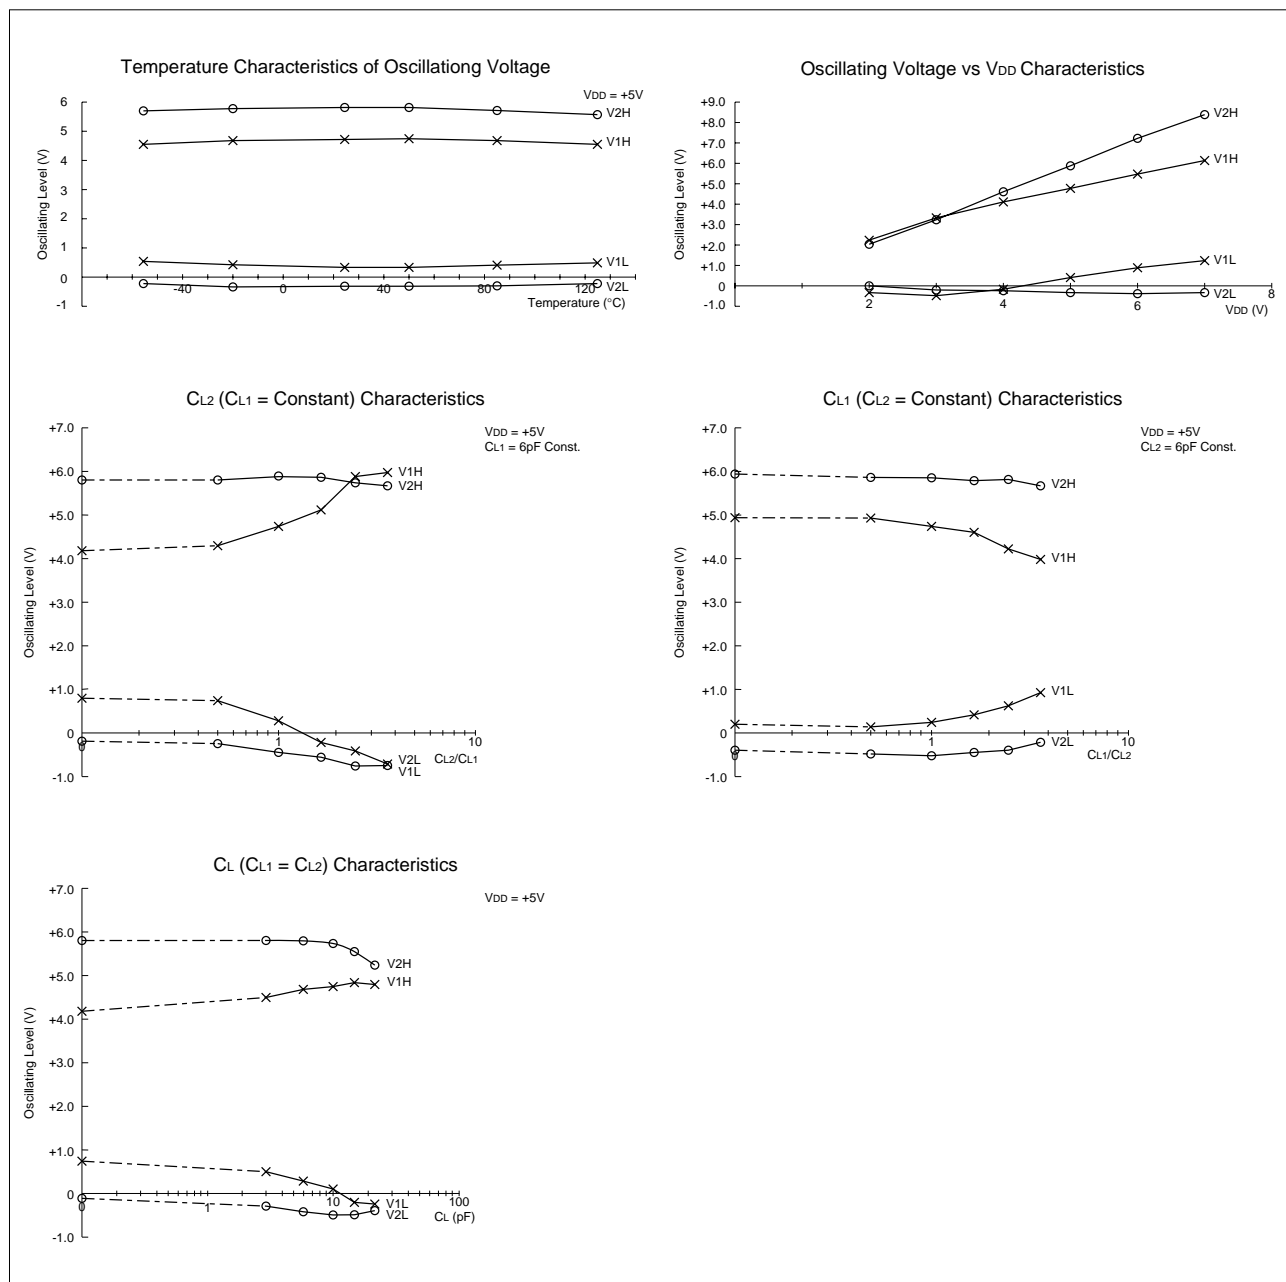 Temperature Characteristics of Oscillationg Voltage
VDD = +5V
Oscillating Level (V)
6
5
4
3
2
1
0
-1
-40
0
40
80
120
Temperature (°C)
V2H
V1H
V1L
V2L
Oscillating Voltage vs VDD Characteristics
Oscillating Level (V)
+9.0
+8.0
+7.0
+6.0
+5.0
+4.0
+3.0
+2.0
+1.0
0
-1.0
2
4
6
8
VDD (V)
V2H
V1H
V1L
V2L
CL2 (CL1 = Constant) Characteristics
VDD = +5V
CL1 = 6pF Const.
Oscillating Level (V)
+7.0
+6.0
+5.0
+4.0
+3.0
+2.0
+1.0
0
-1.0
0
1
10
CL2/CL1
V1H
V2H
V2L
V1L
CL1 (CL2 = Constant) Characteristics
VDD = +5V
CL2 = 6pF Const.
Oscillating Level (V)
+7.0
+6.0
+5.0
+4.0
+3.0
+2.0
+1.0
0
-1.0
0
1
10
CL1/CL2
V2H
V1H
V1L
V2L
CL (CL1 = CL2) Characteristics
VDD = +5V
Oscillating Level (V)
+7.0
+6.0
+5.0
+4.0
+3.0
+2.0
+1.0
0
-1.0
0
1
10
100
CL (pF)
V2H
V1H
V1L
V2L